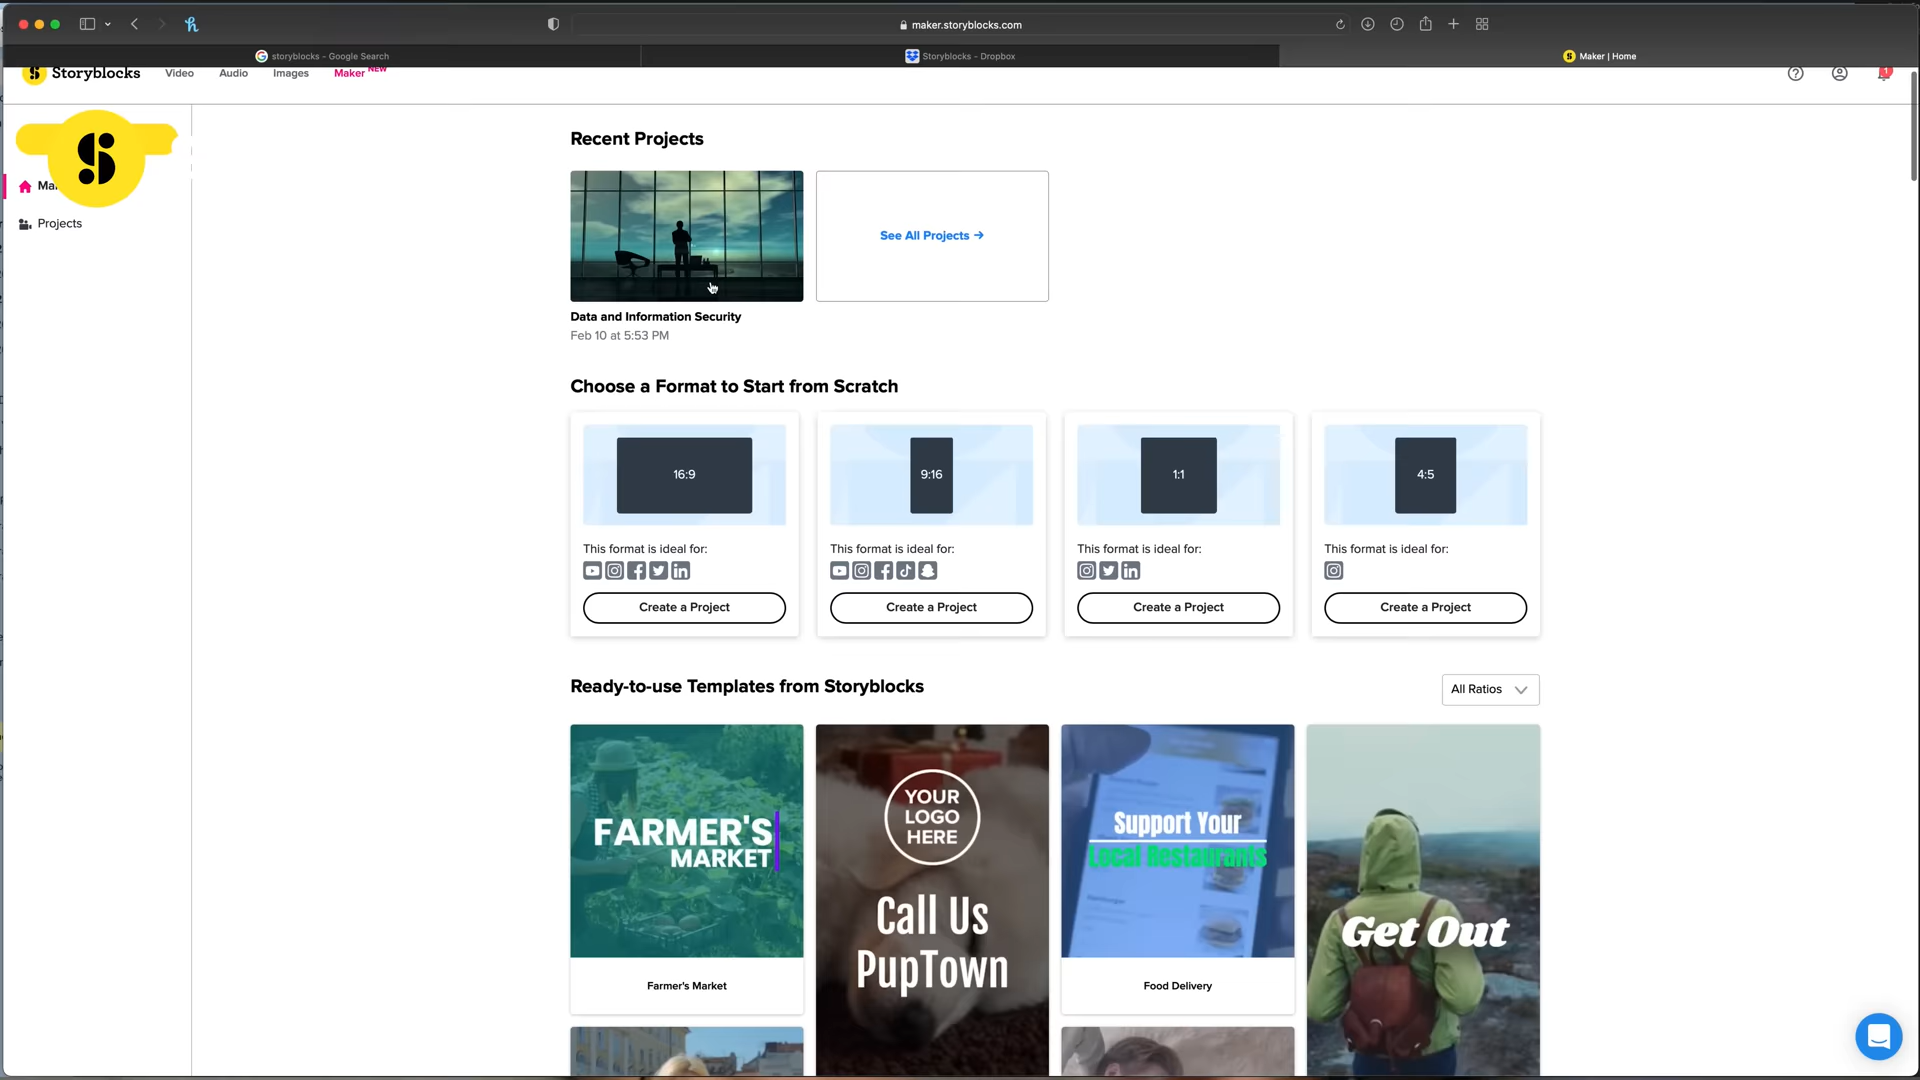 maker.storyblocks.com
storyblocks - Google Search
Storyblocks - Dropbox
Maker | Home
Storyblocks
Video
Audio
Images
Maker NEW
1
Projects
Recent Projects
See All Projects →
Data and Information Security
Feb 10 at 5:53 PM
Choose a Format to Start from Scratch
16:9
9:16
1:1
4:5
This format is ideal for:
This format is ideal for:
This format is ideal for:
This format is ideal for:
Create a Project
Create a Project
Create a Project
Create a Project
Ready-to-use Templates from Storyblocks
All Ratios
FARMER'S
MARKET
YOUR
LOGO
HERE
Call Us
PupTown
Support Your
Local Restaurants
Get Out
Farmer's Market
Food Delivery